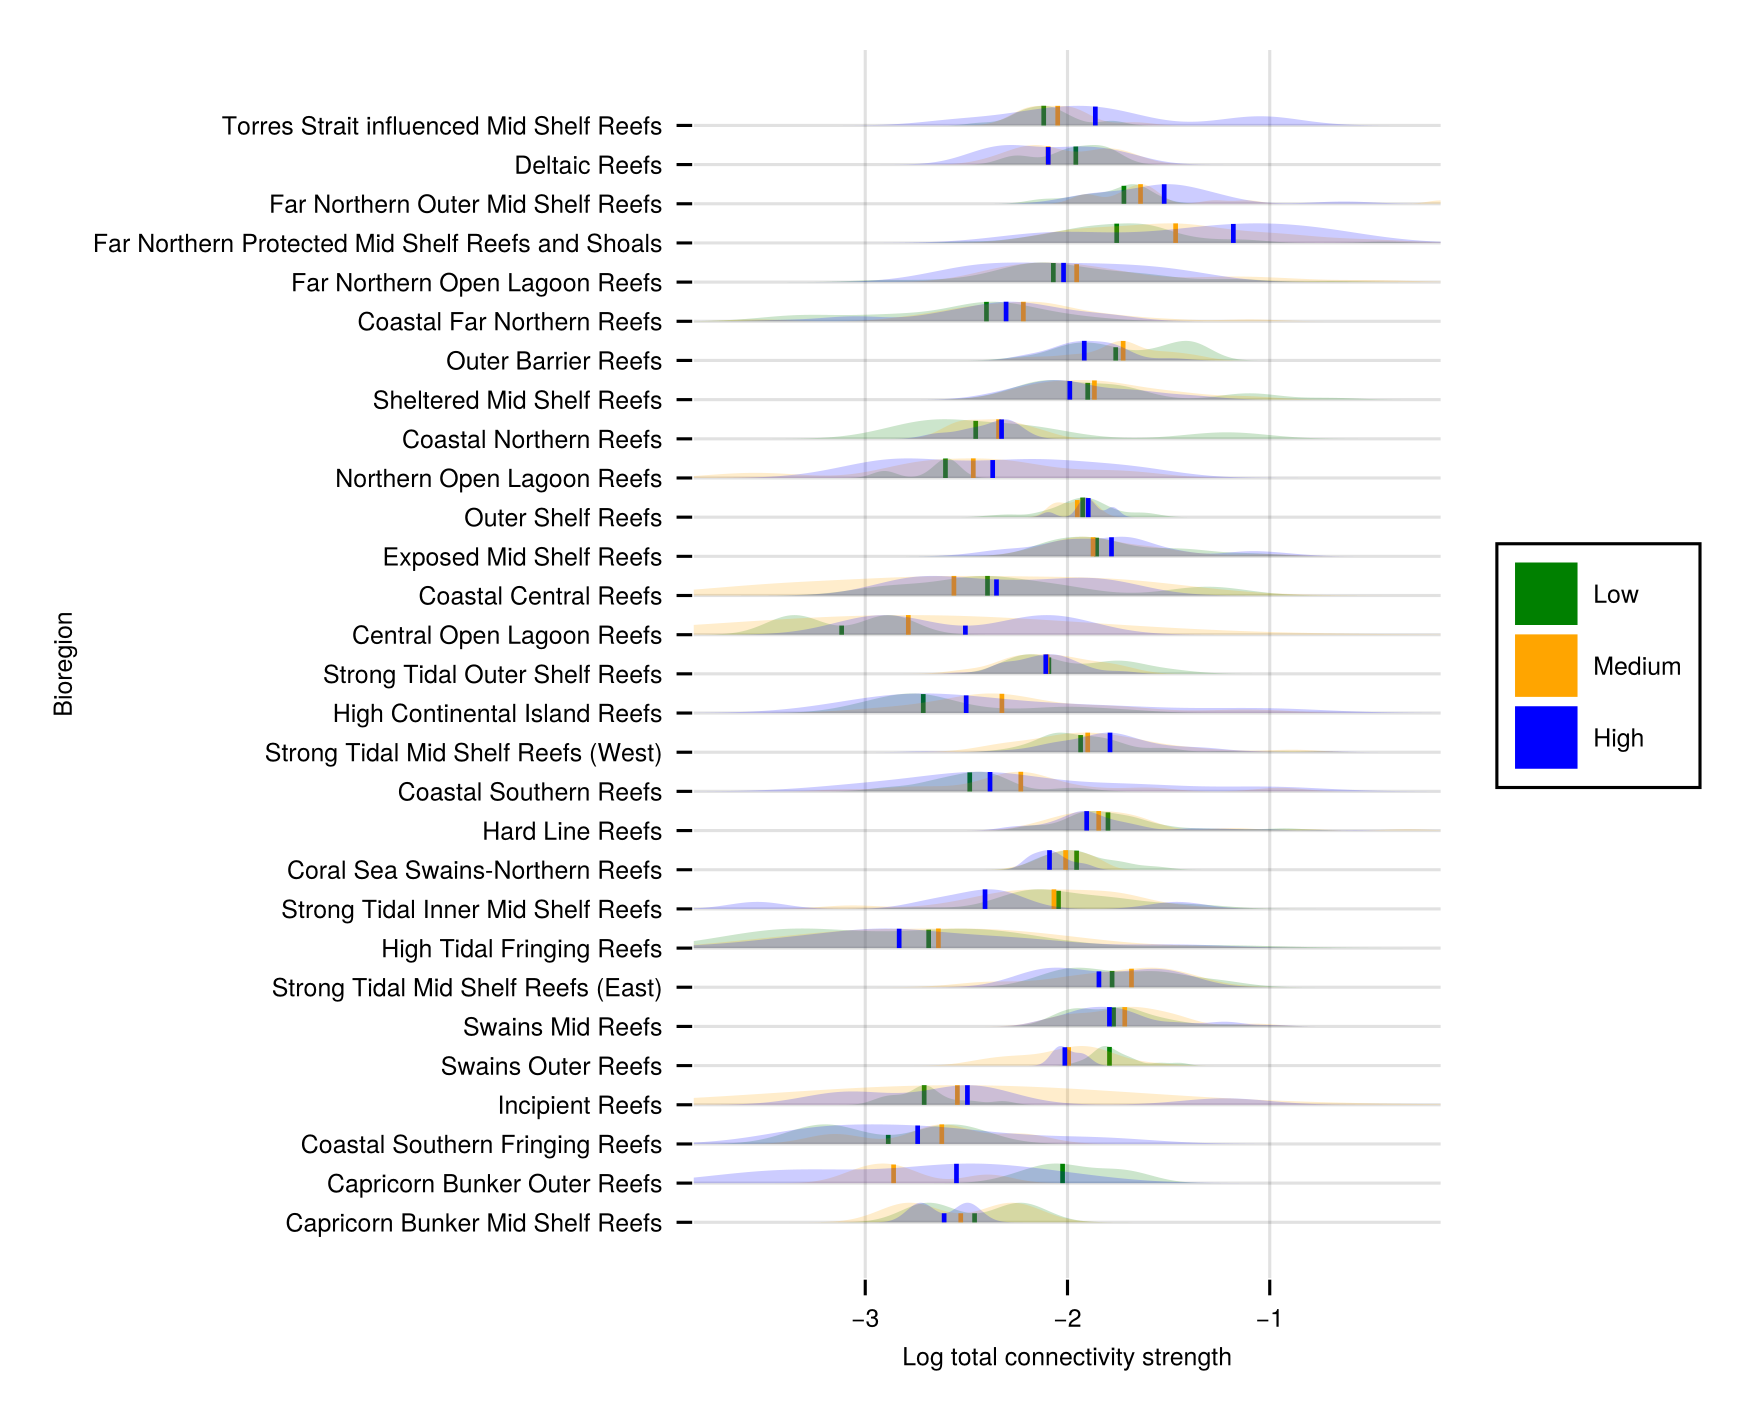 Bioregion
Torres Strait influenced Mid Shelf Reefs
Deltaic Reefs
Far Northern Outer Mid Shelf Reefs
Far Northern Protected Mid Shelf Reefs and Shoals
Far Northern Open Lagoon Reefs
Coastal Far Northern Reefs
Outer Barrier Reefs
Sheltered Mid Shelf Reefs
Coastal Northern Reefs
Northern Open Lagoon Reefs
Outer Shelf Reefs
Exposed Mid Shelf Reefs
Coastal Central Reefs
Central Open Lagoon Reefs
Strong Tidal Outer Shelf Reefs
High Continental Island Reefs
Strong Tidal Mid Shelf Reefs (West)
Coastal Southern Reefs
Hard Line Reefs
Coral Sea Swains-Northern Reefs
Strong Tidal Inner Mid Shelf Reefs
High Tidal Fringing Reefs
Strong Tidal Mid Shelf Reefs (East)
Swains Mid Reefs
Swains Outer Reefs
Incipient Reefs
Coastal Southern Fringing Reefs
Capricorn Bunker Outer Reefs
Capricorn Bunker Mid Shelf Reefs
−3 −2 −1
Log total connectivity strength
Low
Medium
High